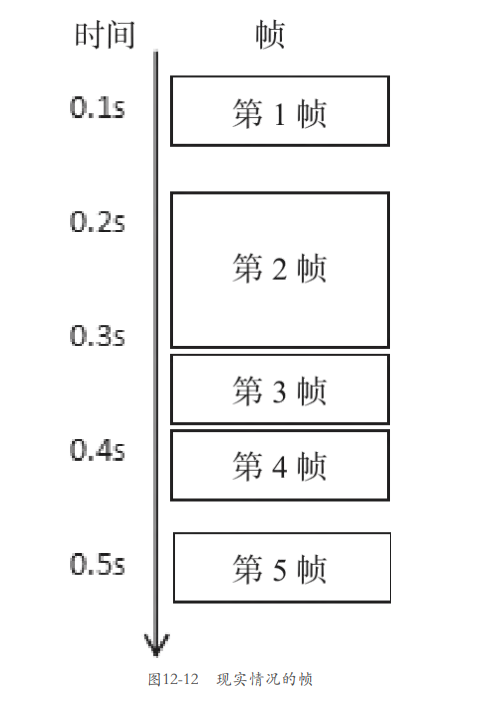 时间 帧
0.1s
第 1 帧
0.2s
第 2 帧
0.3s
第 3 帧
0.4s
第 4 帧
0.5s
第 5 帧
图12-12 现实情况的帧